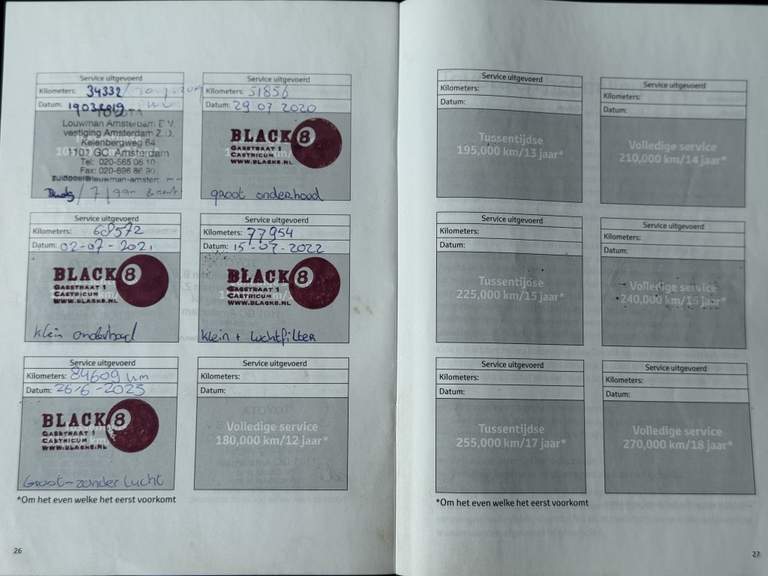 Service uitgevoerd
Kilometers: 34332
Datum: 19032019
Louwman Amsterdam B.V.
vestiging Amsterdam Z.O.
Keienbergweg 64
1101 GC Amsterdam
Tel: 020-565 06 10
Service uitgevoerd
Kilometers: 51856
Datum: 29 07 2020
BLACK 8
GASSTRAAT 1
CASTRICUM
WWW.BLACK8.NL
groot onderhoud
Service uitgevoerd
Kilometers: 68572
Datum: 02-07-2021
BLACK 8
GASSTRAAT 1
CASTRICUM
WWW.BLACK8.NL
klein onderhoud
Service uitgevoerd
Kilometers: 77954
Datum: 15-07-2022
BLACK 8
GASSTRAAT 1
CASTRICUM
WWW.BLACK8.NL
klein + luchtfilter
Service uitgevoerd
Kilometers: 84609 km
Datum: 26-6-2023
BLACK 8
GASSTRAAT 1
CASTRICUM
WWW.BLACK8.NL
Groot-zonder lucht
Service uitgevoerd
Kilometers:
Datum:
Volledige service
180,000 km/12 jaar*
*Om het even welke het eerst voorkomt
26
Service uitgevoerd
Kilometers:
Datum:
Tussentijdse
195,000 km/13 jaar*
Service uitgevoerd
Kilometers:
Datum:
Volledige service
210,000 km/14 jaar*
Service uitgevoerd
Kilometers:
Datum:
Tussentijdse
225,000 km/15 jaar*
Service uitgevoerd
Kilometers:
Datum:
Volledige service
240,000 km/16 jaar*
Service uitgevoerd
Kilometers:
Datum:
Tussentijdse
255,000 km/17 jaar*
Service uitgevoerd
Kilometers:
Datum:
Volledige service
270,000 km/18 jaar*
*Om het even welke het eerst voorkomt
27